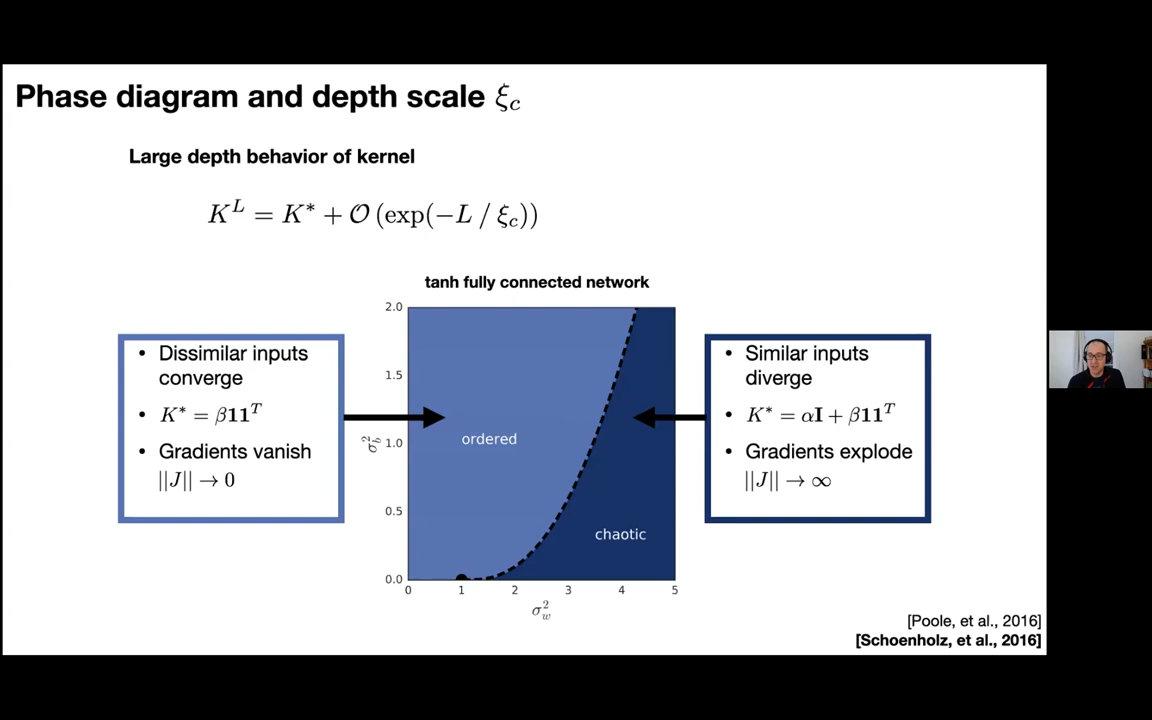 Phase diagram and depth scale ξ_c
Large depth behavior of kernel
K^L = K^* + 𝒪 (exp(−L / ξ_c))
tanh fully connected network
• Dissimilar inputs
converge
• K^* = β11^T
• Gradients vanish
||J|| → 0
2.0
1.5
1.0
0.5
0.0
σ_b^2
ordered
chaotic
0 1 2 3 4 5
σ_w^2
• Similar inputs
diverge
• K^* = αI + β11^T
• Gradients explode
||J|| → ∞
[Poole, et al., 2016]
[Schoenholz, et al., 2016]